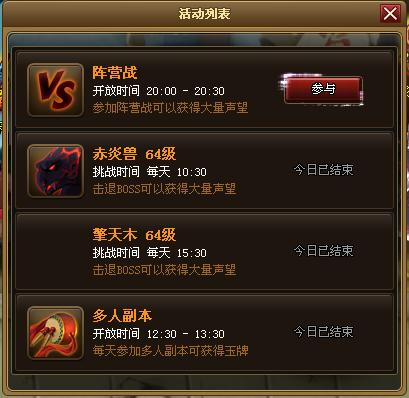 活动列表
VS
阵营战
开放时间 20:00 - 20:30
参加阵营战可以获得大量声望
参与
赤炎兽 64级
挑战时间 每天 10:30
击退BOSS可以获得大量声望
今日已结束
擎天木 64级
挑战时间 每天 15:30
击退BOSS可以获得大量声望
今日已结束
多人副本
开放时间 12:30 - 13:30
每天参加多人副本可获得玉牌
今日已结束